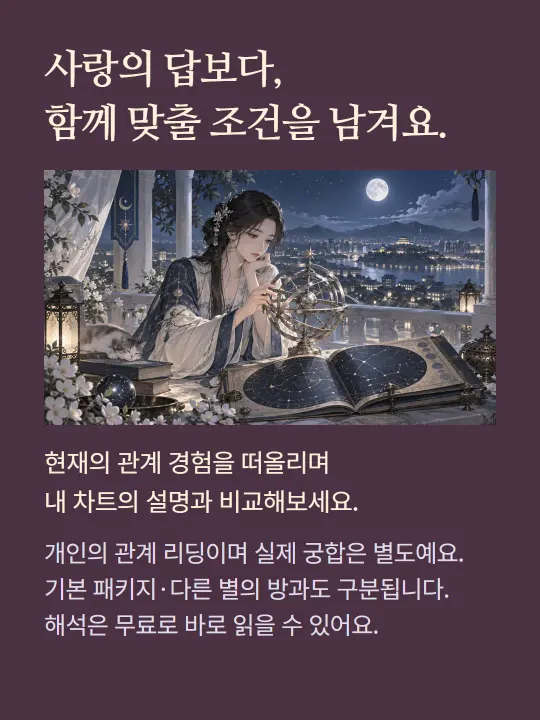 사랑의 답보다,
함께 맞출 조건을 남겨요.
현재의 관계 경험을 떠올리며
내 차트의 설명과 비교해보세요.
개인의 관계 리딩이며 실제 궁합은 별도예요.
기본 패키지·다른 별의 방과도 구분됩니다.
해석은 무료로 바로 읽을 수 있어요.